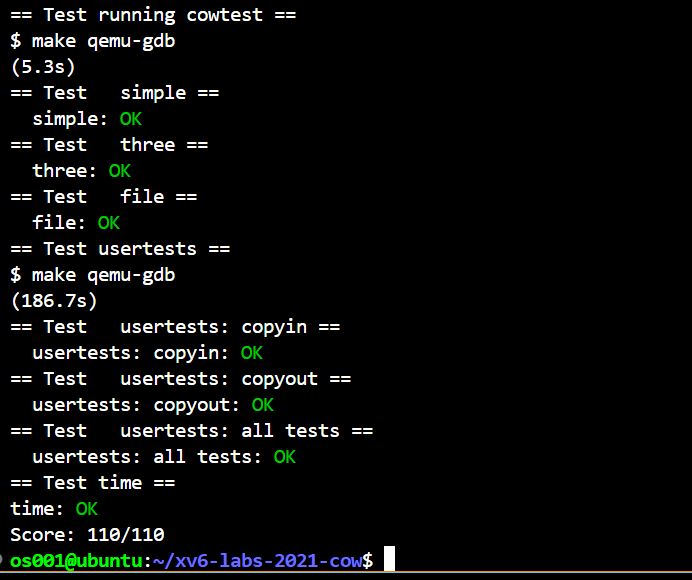 == Test running cowtest ==
$ make qemu-gdb
(5.3s)
== Test   simple ==
  simple: OK
== Test   three ==
  three: OK
== Test   file ==
  file: OK
== Test usertests ==
$ make qemu-gdb
(186.7s)
== Test   usertests: copyin ==
  usertests: copyin: OK
== Test   usertests: copyout ==
  usertests: copyout: OK
== Test   usertests: all tests ==
  usertests: all tests: OK
== Test time ==
time: OK
Score: 110/110
os001@ubuntu:~/xv6-labs-2021-cow$